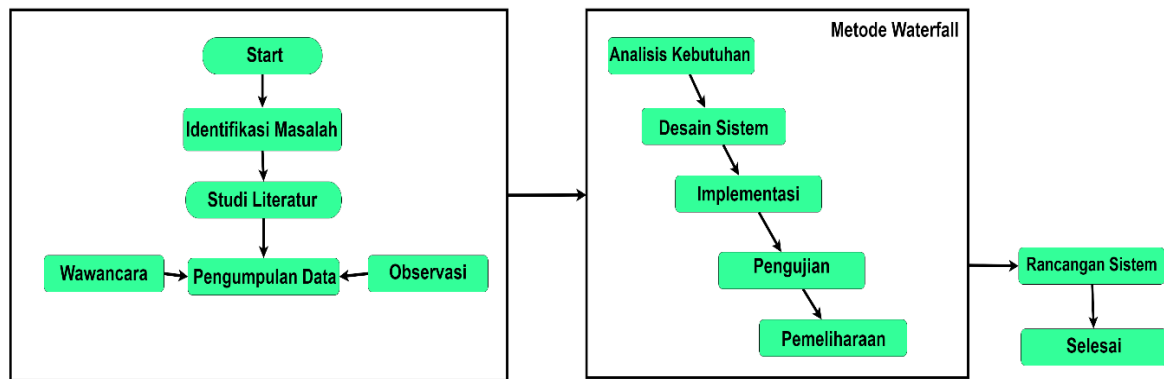 Start
Identifikasi Masalah
Studi Literatur
Wawancara
Pengumpulan Data
Observasi
Metode Waterfall
Analisis Kebutuhan
Desain Sistem
Implementasi
Pengujian
Pemeliharaan
Rancangan Sistem
Selesai